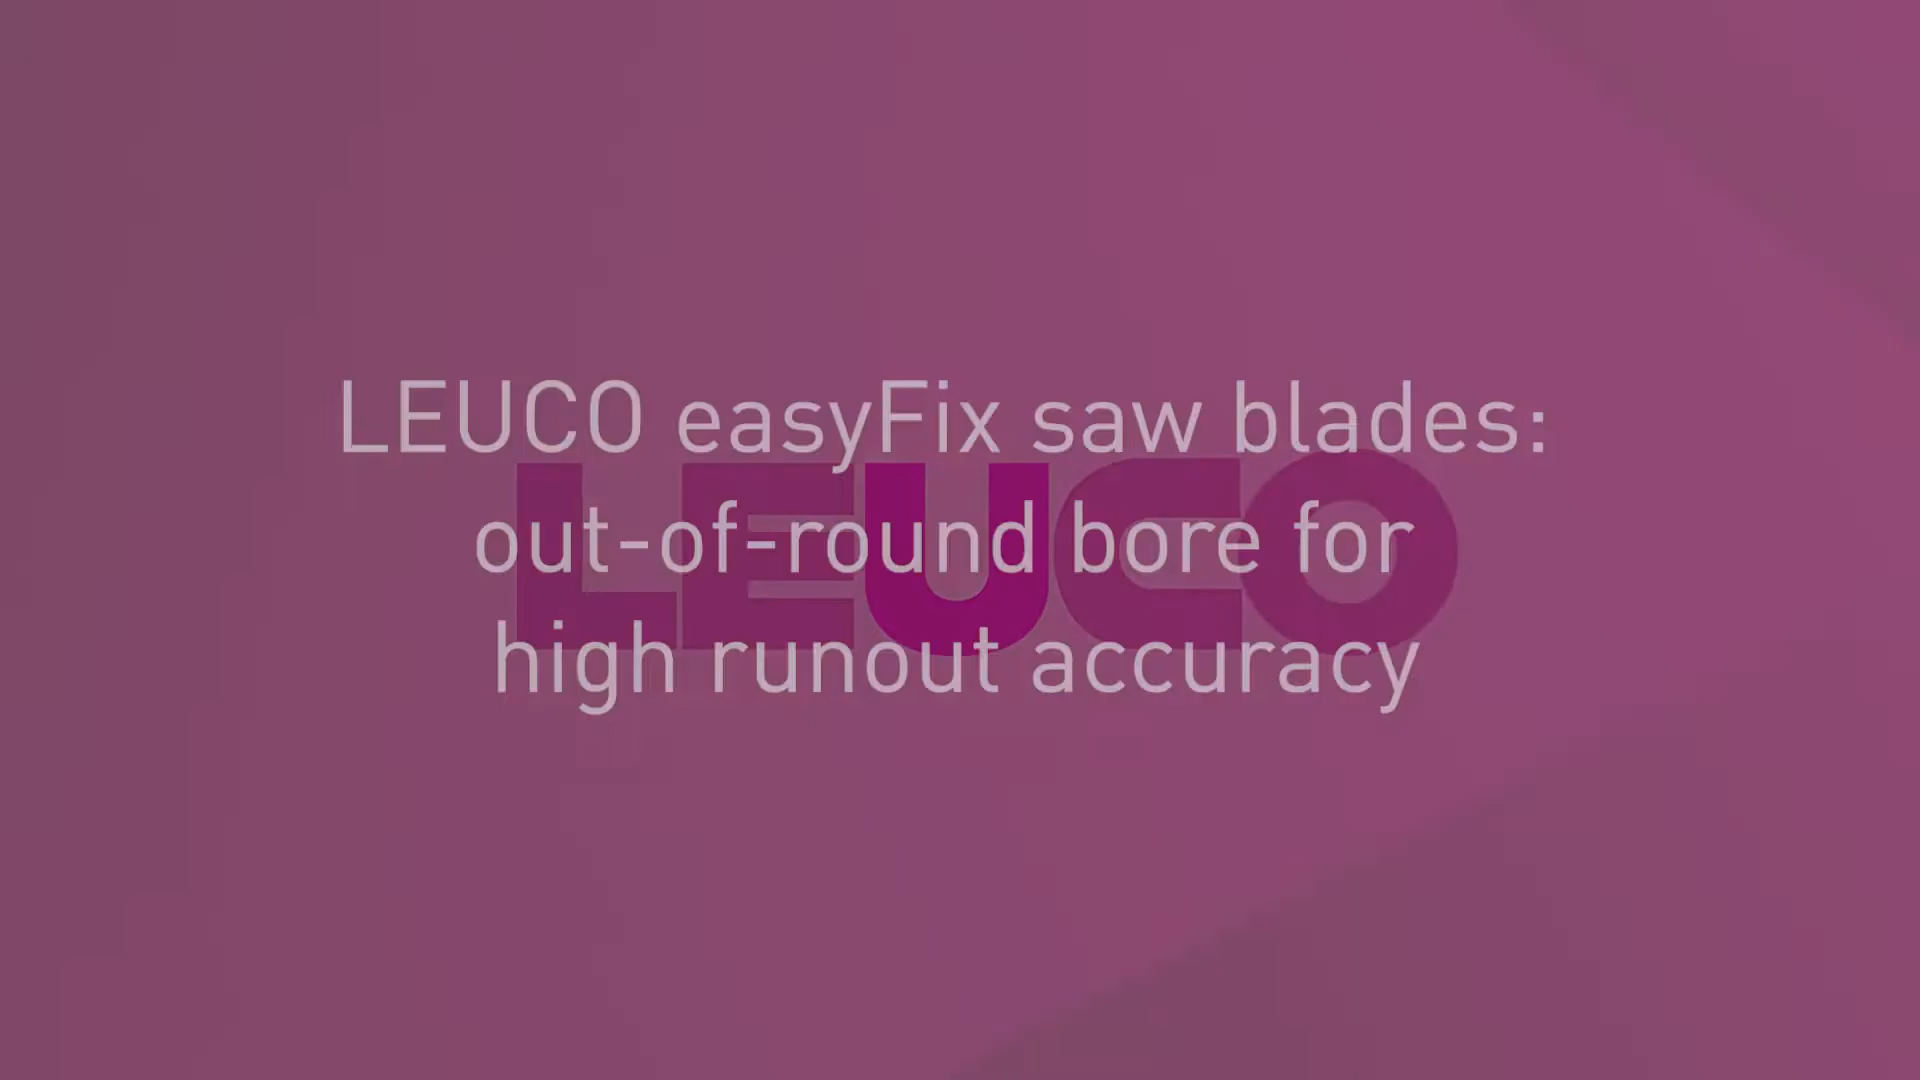 LEUCO easyFix saw blades:
out-of-round bore for
high runout accuracy
LEUCO